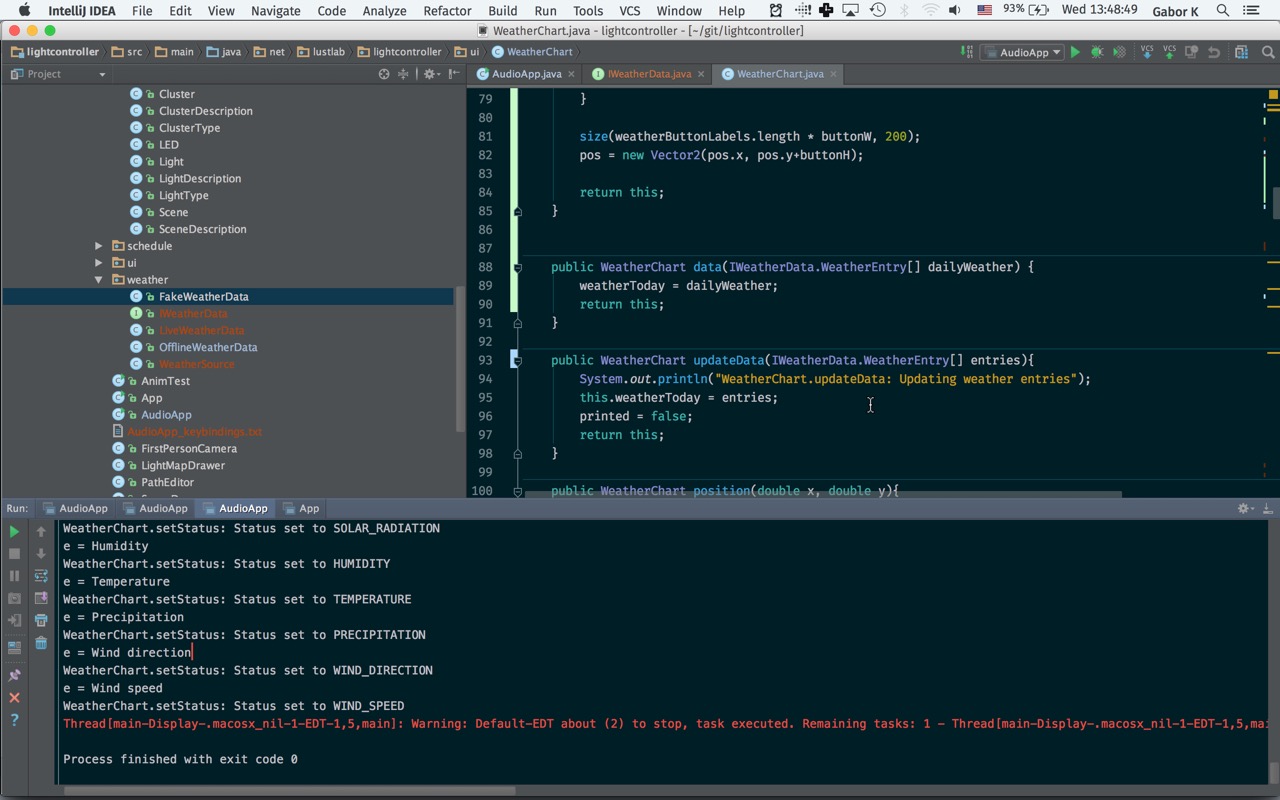 IntelliJ IDEA File Edit View Navigate Code Analyze Refactor Build Run Tools VCS Window Help 93% Wed 13:48:49 Gabor K
WeatherChart.java - lightcontroller - [~/git/lightcontroller]
lightcontroller src main java net lustlab lightcontroller ui WeatherChart AudioApp VCS VCS
Project AudioApp.java IWeatherData.java WeatherChart.java
Cluster
ClusterDescription
ClusterType
LED
Light
LightDescription
LightType
Scene
SceneDescription
schedule
ui
weather
FakeWeatherData
IWeatherData
LiveWeatherData
OfflineWeatherData
WeatherSource
AnimTest
App
AudioApp
AudioApp_keybindings.txt
FirstPersonCamera
LightMapDrawer
PathEditor
79 }
80
81 size(weatherButtonLabels.length * buttonW, 200);
82 pos = new Vector2(pos.x, pos.y+buttonH);
83
84 return this;
85 }
86
87
88 public WeatherChart data(IWeatherData.WeatherEntry[] dailyWeather) {
89 weatherToday = dailyWeather;
90 return this;
91 }
92
93 public WeatherChart updateData(IWeatherData.WeatherEntry[] entries){
94 System.out.println("WeatherChart.updateData: Updating weather entries");
95 this.weatherToday = entries;
96 printed = false;
97 return this;
98 }
99
100 public WeatherChart position(double x, double y){
Run: AudioApp AudioApp AudioApp App
WeatherChart.setStatus: Status set to SOLAR_RADIATION
e = Humidity
WeatherChart.setStatus: Status set to HUMIDITY
e = Temperature
WeatherChart.setStatus: Status set to TEMPERATURE
e = Precipitation
WeatherChart.setStatus: Status set to PRECIPITATION
e = Wind direction
WeatherChart.setStatus: Status set to WIND_DIRECTION
e = Wind speed
WeatherChart.setStatus: Status set to WIND_SPEED
Thread[main-Display-.macosx_nil-1-EDT-1,5,main]: Warning: Default-EDT about (2) to stop, task executed. Remaining tasks: 1 - Thread[main-Display-.macosx_nil-1-EDT-1,5,mai
Process finished with exit code 0